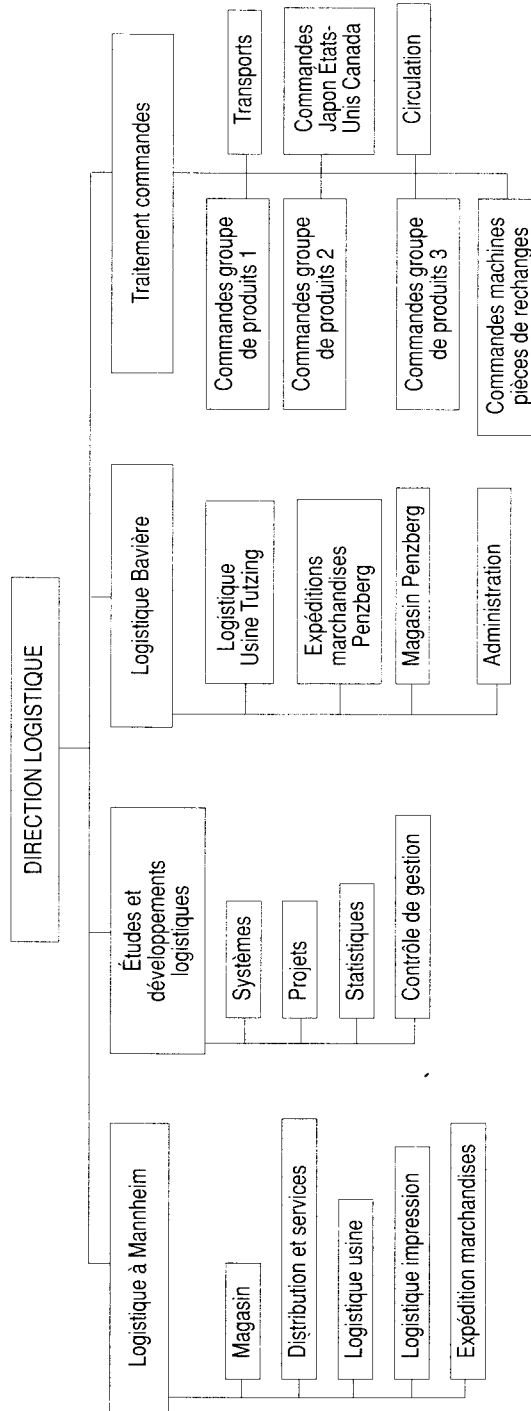 DIRECTION LOGISTIQUE
Logistique à Mannheim
Magasin
Distribution et services
Logistique usine
Logistique impression
Expédition marchandises
Études et
développements
logistiques
Systèmes
Projets
Statistiques
Contrôle de gestion
Logistique Bavière
Logistique
Usine Tutzing
Expéditions
marchandises
Penzberg
Magasin Penzberg
Administration
Traitement commandes
Commandes groupe
de produits 1
Transports
Commandes groupe
de produits 2
Commandes
Japon États-
Unis Canada
Commandes groupe
de produits 3
Circulation
Commandes machines
pièces de rechanges